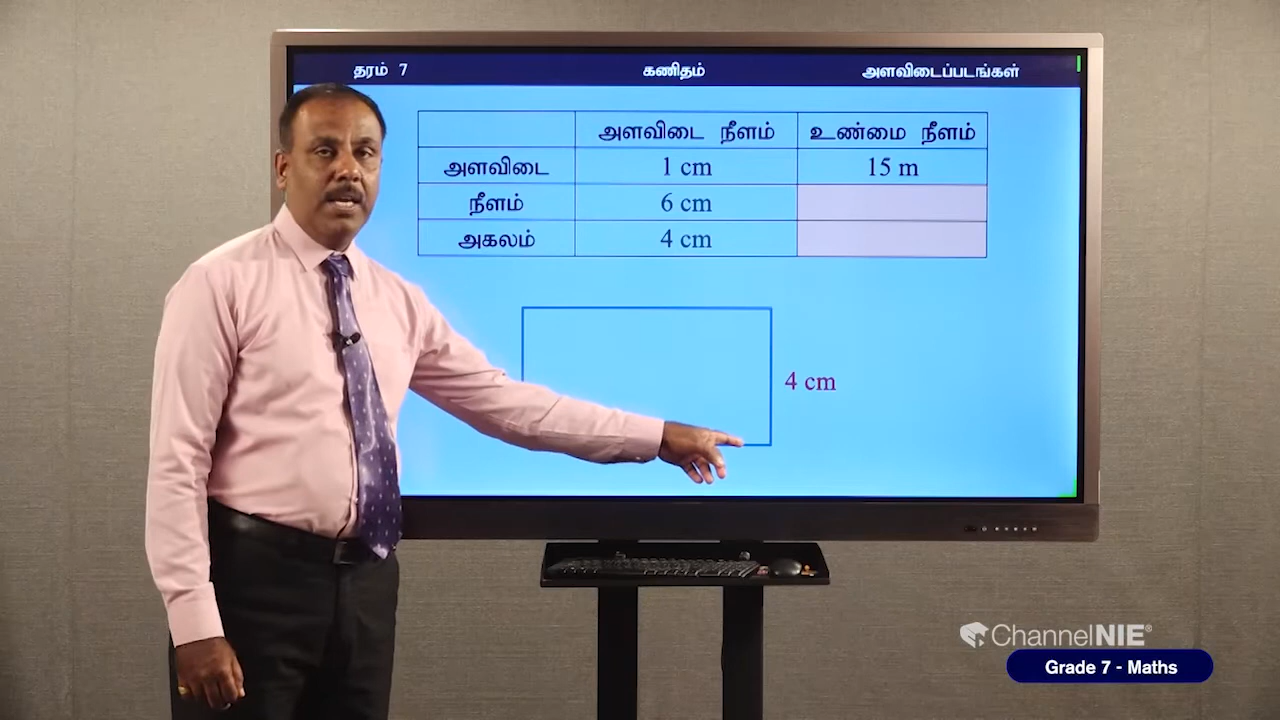 தரம் 7 கணிதம் அளவிடைப்படங்கள்
அளவிடை நீளம் உண்மை நீளம்
அளவிடை 1 cm 15 m
நீளம் 6 cm
அகலம் 4 cm
4 cm
ChannelNIE®
Grade 7 - Maths